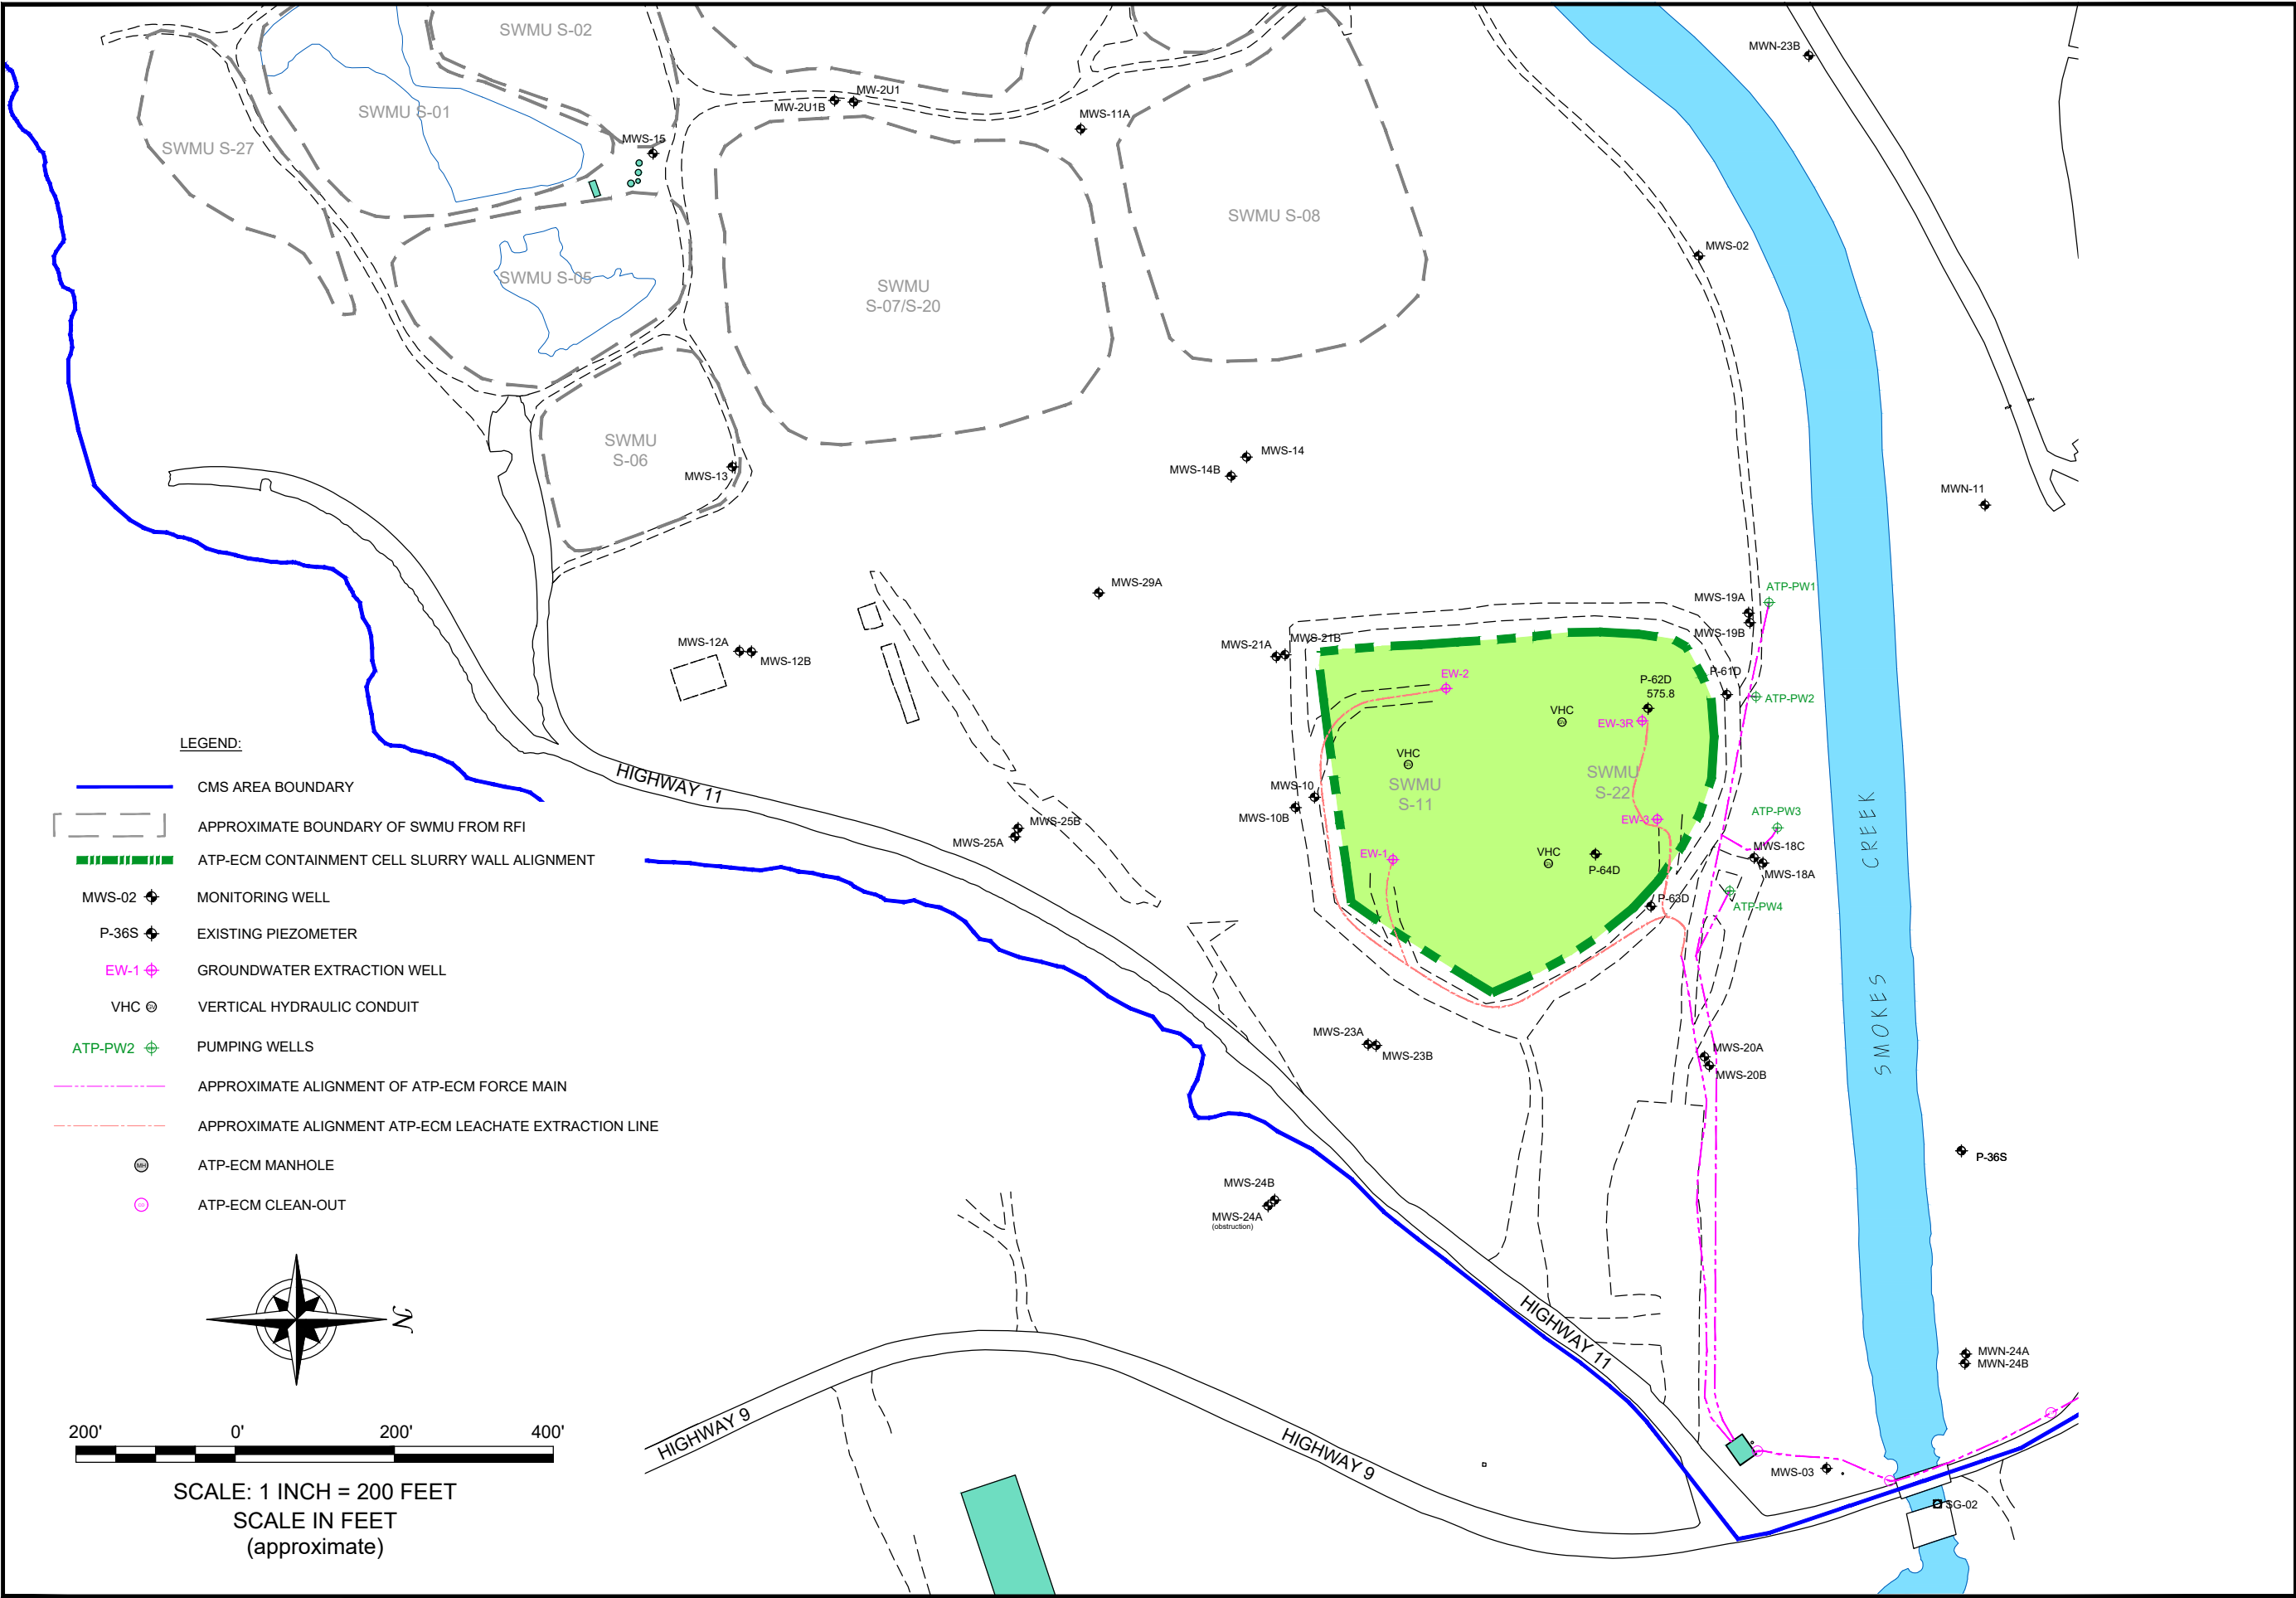 SWMU S-02
MWN-23B
MW-2U1
MW-2U1B
SWMU S-01
MWS-11A
MWS-15
SWMU S-27
SWMU S-08
MWS-02
SWMU S-05
SWMU
S-07/S-20
SWMU
S-06
MWS-13
MWS-14
MWS-14B
MWN-11
MWS-29A
ATP-PW1
MWS-19A
MWS-19B
MWS-12A
MWS-12B
MWS-21A
MWS-21B
EW-2
P-62D
575.8
P-61D
ATP-PW2
VHC
EW-3R
VHC
SWMU
S-11
SWMU
S-22
HIGHWAY 11
MWS-10
MWS-10B
EW-3
ATP-PW3
MWS-25B
MWS-25A
EW-1
VHC
P-64D
MWS-18C
MWS-18A
P-63D
ATP-PW4
SMOKES CREEK
MWS-23A
MWS-23B
MWS-20A
MWS-20B
P-36S
MWS-24B
MWS-24A
(obstruction)
HIGHWAY 11
MWN-24A
MWN-24B
HIGHWAY 9
HIGHWAY 9
MWS-03
SG-02
LEGEND:
CMS AREA BOUNDARY
APPROXIMATE BOUNDARY OF SWMU FROM RFI
ATP-ECM CONTAINMENT CELL SLURRY WALL ALIGNMENT
MWS-02 MONITORING WELL
P-36S EXISTING PIEZOMETER
EW-1 GROUNDWATER EXTRACTION WELL
VHC VERTICAL HYDRAULIC CONDUIT
ATP-PW2 PUMPING WELLS
APPROXIMATE ALIGNMENT OF ATP-ECM FORCE MAIN
APPROXIMATE ALIGNMENT ATP-ECM LEACHATE EXTRACTION LINE
MH ATP-ECM MANHOLE
ATP-ECM CLEAN-OUT
N
200' 0' 200' 400'
SCALE: 1 INCH = 200 FEET
SCALE IN FEET
(approximate)